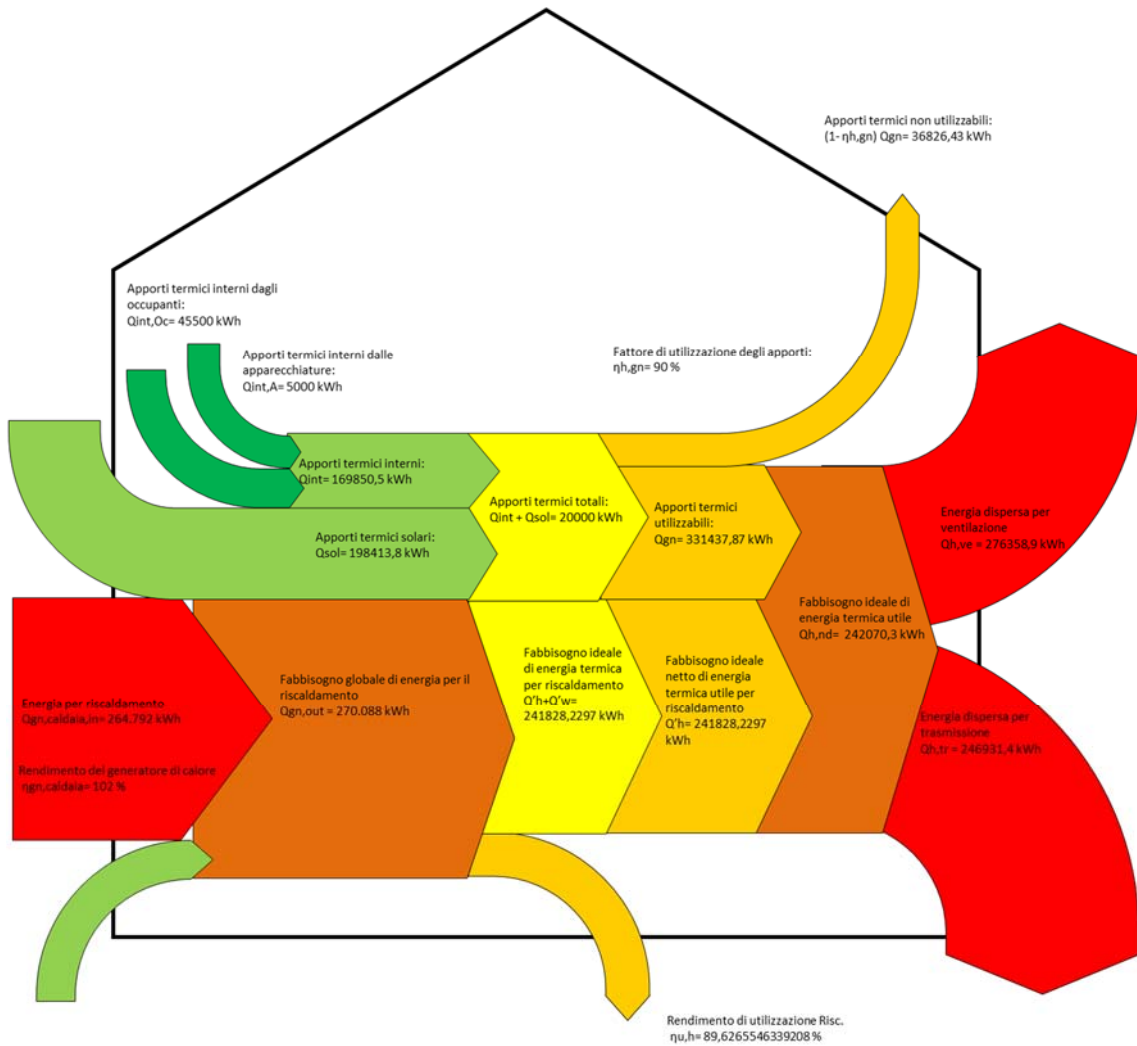 Apporti termici non utilizzabili:
(1- ηh,gn) Qgn= 36826,43 kWh
Apporti termici interni dagli
occupanti:
Qint,Oc= 45500 kWh
Apporti termici interni dalle
apparecchiature:
Qint,A= 5000 kWh
Fattore di utilizzazione degli apporti:
ηh,gn= 90 %
Apporti termici interni:
Qint= 169850,5 kWh
Apporti termici totali:
Qint + Qsol= 20000 kWh
Apporti termici
utilizzabili:
Qgn= 331437,87 kWh
Energia dispersa per
ventilazione
Qh,ve = 276358,9 kWh
Apporti termici solari:
Qsol= 198413,8 kWh
Fabbisogno ideale di
energia termica utile
Qh,nd=  242070,3 kWh
Fabbisogno globale di energia per il
riscaldamento
Qgn,out = 270.088 kWh
Fabbisogno ideale
di energia termica
per riscaldamento
Q'h+Q'w=
241828,2297 kWh
Fabbisogno ideale
netto di energia
termica utile per
riscaldamento
Q'h= 241828,2297
kWh
Energia per riscaldamento
Qgn,caldaia,in= 264.792 kWh
Rendimento del generatore di calore
ηgn,caldaia= 102 %
Energia dispersa per
trasmissione
Qh,tr = 246931,4 kWh
Rendimento di utilizzazione Risc.
ηu,h= 89,6265546339208 %